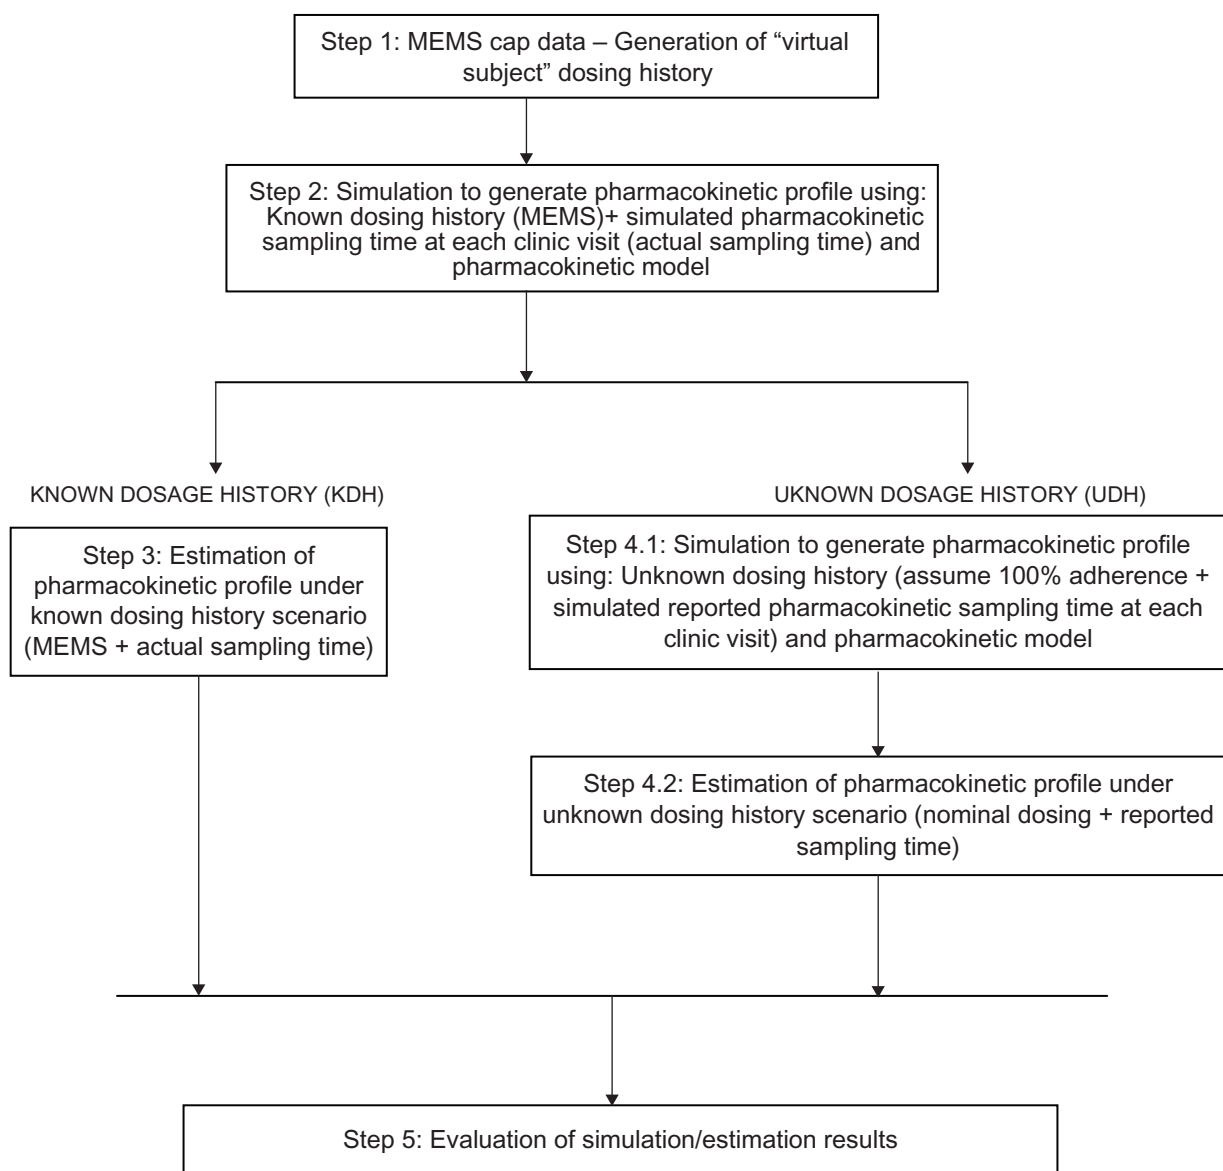 Step 1: MEMS cap data – Generation of “virtual
subject” dosing history
Step 2: Simulation to generate pharmacokinetic profile using:
Known dosing history (MEMS)+ simulated pharmacokinetic
sampling time at each clinic visit (actual sampling time) and
pharmacokinetic model
KNOWN DOSAGE HISTORY (KDH)
Step 3: Estimation of
pharmacokinetic profile under
known dosing history scenario
(MEMS + actual sampling time)
UKNOWN DOSAGE HISTORY (UDH)
Step 4.1: Simulation to generate pharmacokinetic profile
using: Unknown dosing history (assume 100% adherence +
simulated reported pharmacokinetic sampling time at each
clinic visit) and pharmacokinetic model
Step 4.2: Estimation of pharmacokinetic profile under
unknown dosing history scenario (nominal dosing + reported
sampling time)
Step 5: Evaluation of simulation/estimation results